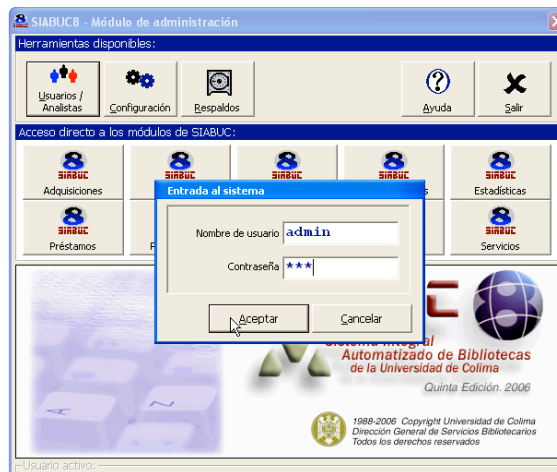 SIABUC8 - Módulo de administración
Herramientas disponibles:
Usuarios / Analistas
Configuración
Respaldos
Ayuda
Salir
Acceso directo a los módulos de SIABUC:
SIABUC
SIABUC
SIABUC
SIABUC
SIABUC
Adquisiciones
Estadísticas
Entrada al sistema
Nombre de usuario admin
Contraseña ***
Aceptar
Cancelar
SIABUC
SIABUC
Préstamos
Servicios
Automatizado de Bibliotecas
de la Universidad de Colima
Quinta Edición. 2006
1988-2006 Copyright Universidad de Colima
Dirección General de Servicios Bibliotecarios
Todos los derechos reservados
Usuario activo: